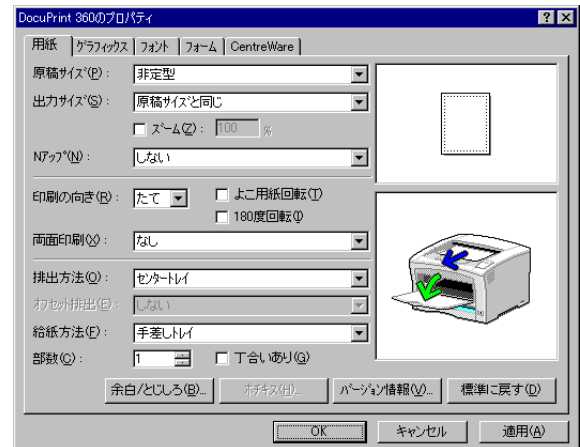 DocuPrint 360のプロパティ
用紙 グラフィックス フォント フォーム CentreWare
原稿サイズ(P): 非定型
出力サイズ(S): 原稿サイズと同じ
ズーム(Z): 100 %
Nアップ(N): しない
印刷の向き(R): たて よこ用紙回転(T)
180度回転(I)
両面印刷(X): なし
排出方法(O): センタートレイ
オフセット排出(E): しない
給紙方法(F): 手差しトレイ
部数(C): 1 丁合いあり(G)
余白/とじしろ(B)... ホチキス(H)... バージョン情報(V)... 標準に戻す(D)
OK キャンセル 適用(A)